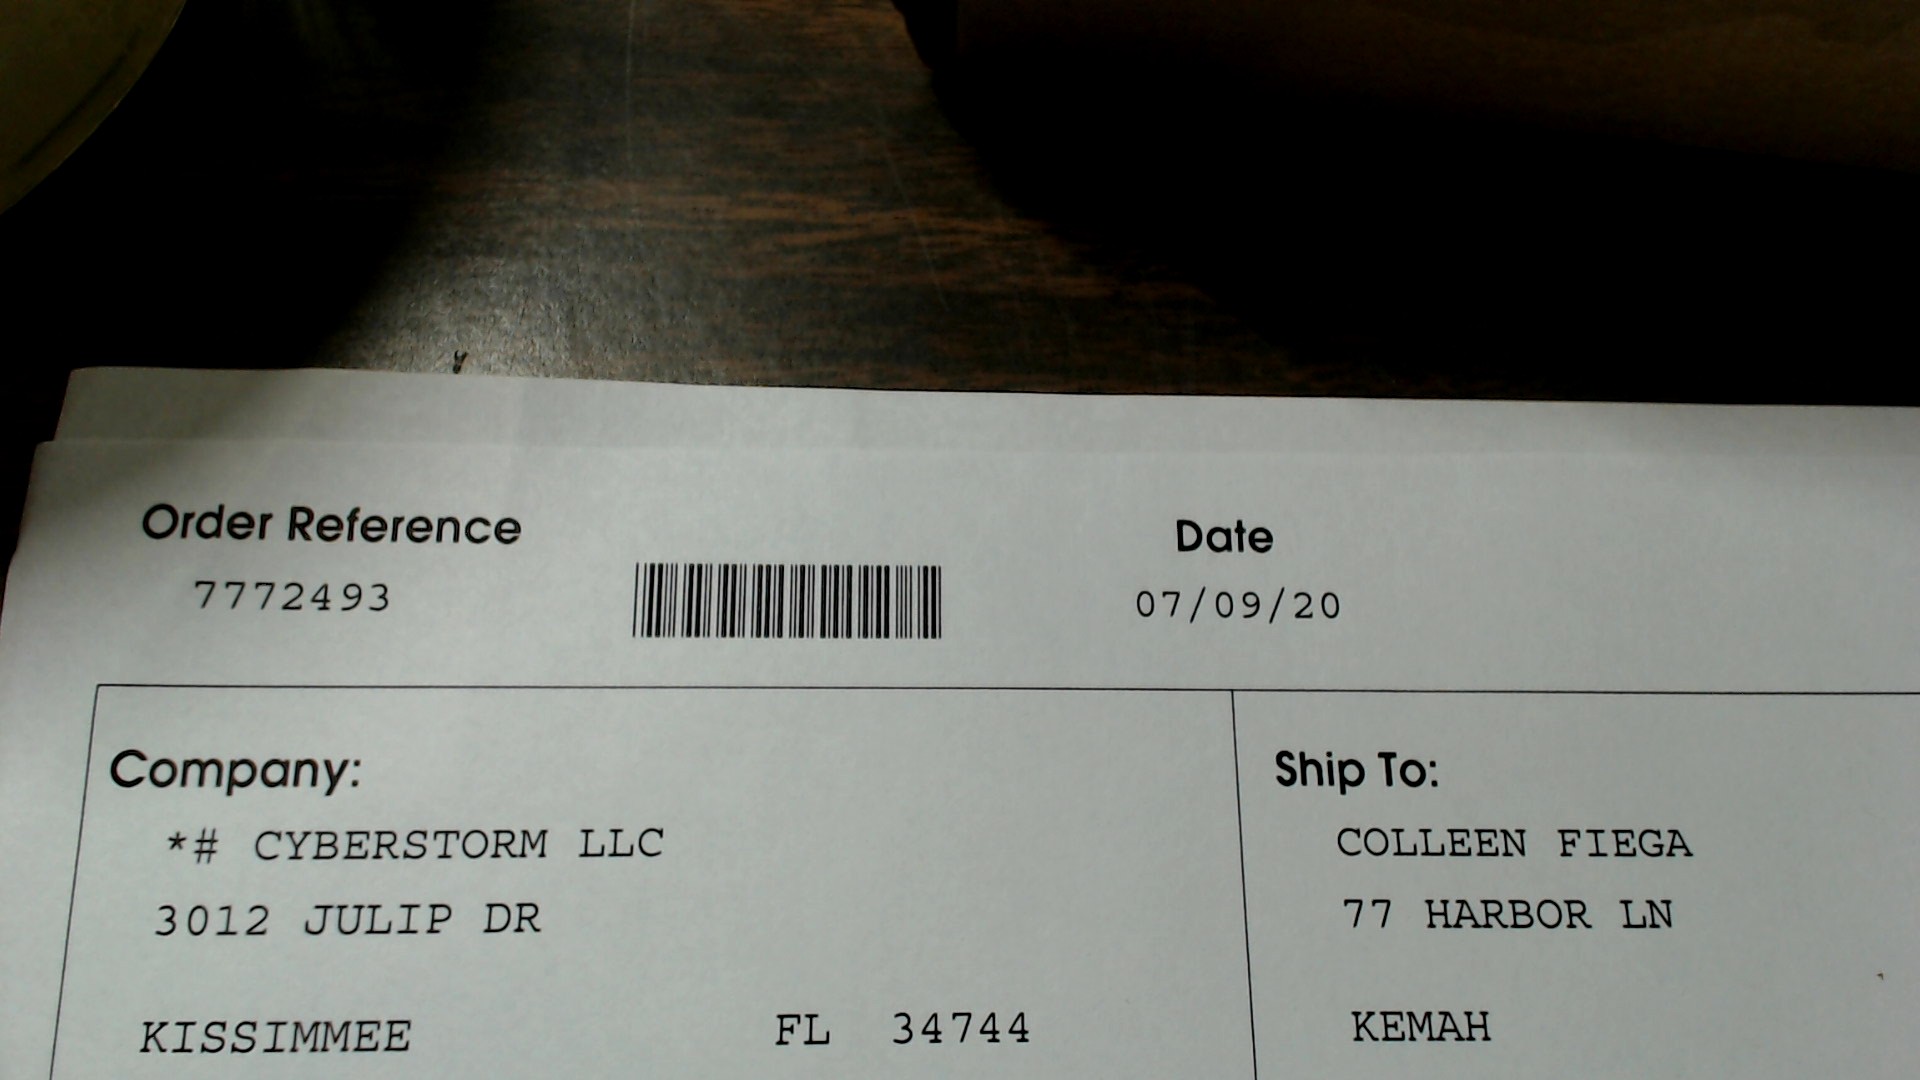 Order Reference
7772493
Date
07/09/20
Company:
*# CYBERSTORM LLC
3012 JULIP DR
KISSIMMEE FL 34744
Ship To:
COLLEEN FIEGA
77 HARBOR LN
KEMAH